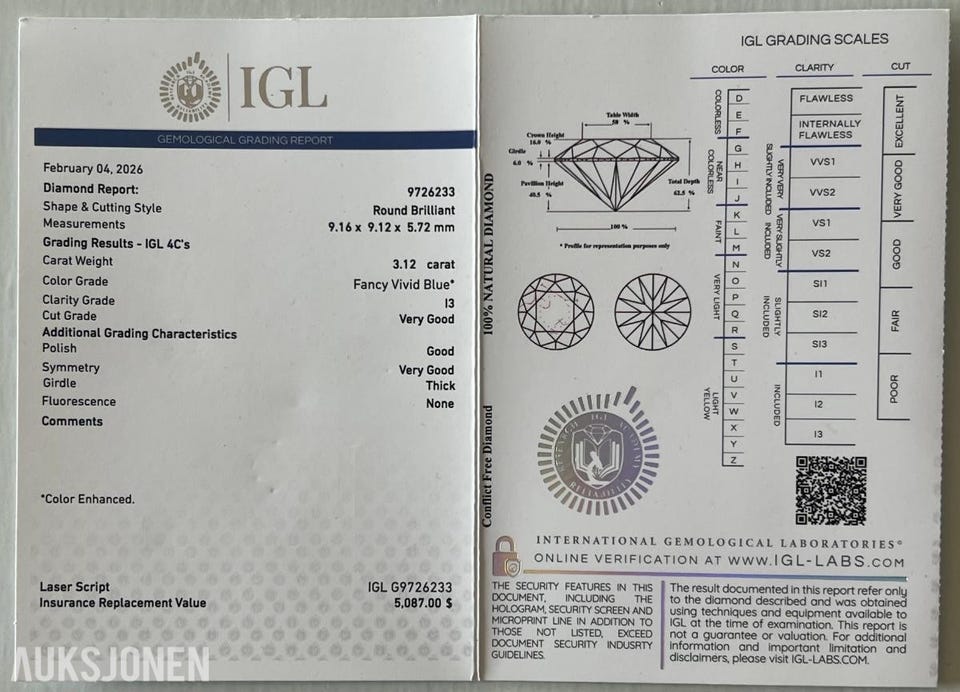 IGL
GEMOLOGICAL GRADING REPORT
February 04, 2026
Diamond Report: 9726233
Shape & Cutting Style Round Brilliant
Measurements 9.16 x 9.12 x 5.72 mm
Grading Results - IGL 4C's
Carat Weight 3.12 carat
Color Grade Fancy Vivid Blue*
Clarity Grade I3
Cut Grade Very Good
Additional Grading Characteristics
Polish Good
Symmetry Very Good
Girdle Thick
Fluorescence None
Comments
*Color Enhanced.
Laser Script IGL G9726233
Insurance Replacement Value 5,087.00 $
AUKSJONEN
100% NATURAL DIAMOND
Conflict Free Diamond
Table Width
58 %
Crown Height
16.0 %
Girdle
6.0 %
Pavilion Height
40.5 %
Total Depth
62.5 %
100 %
* Profile for representation purposes only
IGL GRADING SCALES
COLOR
COLORLESS
D
E
F
NEAR COLORLESS
G
H
I
J
FAINT
K
L
M
VERY LIGHT
N
O
P
Q
R
LIGHT YELLOW
S
T
U
V
W
X
Y
Z
CLARITY
FLAWLESS
INTERNALLY
FLAWLESS
VERY VERY SLIGHTLY INCLUDED
VVS1
VVS2
VERY SLIGHTLY INCLUDED
VS1
VS2
SLIGHTLY INCLUDED
SI1
SI2
SI3
INCLUDED
I1
I2
I3
CUT
EXCELLENT
VERY GOOD
GOOD
FAIR
POOR
IGL ACADEMY
RELIABILITY
RESEARCH
INTERNATIONAL GEMOLOGICAL LABORATORIES®
ONLINE VERIFICATION AT WWW.IGL-LABS.COM
THE SECURITY FEATURES IN THIS
DOCUMENT, INCLUDING THE
HOLOGRAM, SECURITY SCREEN AND
MICROPRINT LINE IN ADDITION TO
THOSE NOT LISTED, EXCEED
DOCUMENT SECURITY INDUSRTY
GUIDELINES.
The result documented in this report refer only
to the diamond described and was obtained
using techniques and equipment available to
IGL at the time of examination. This report is
not a guarantee or valuation. For additional
information and important limitation and
disclaimers, please visit IGL-LABS.COM.